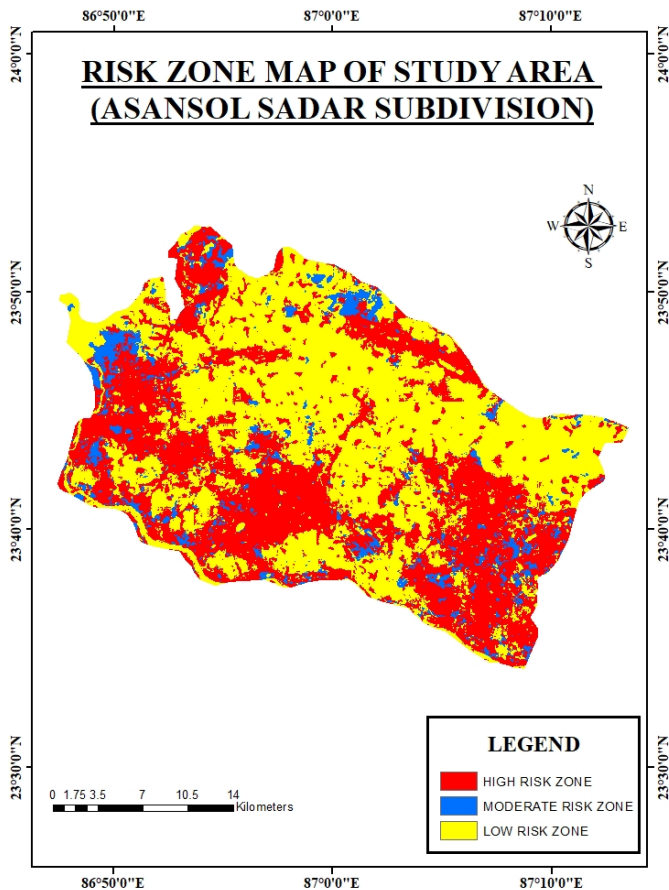 86°50'0"E 87°0'0"E 87°10'0"E
RISK ZONE MAP OF STUDY AREA
(ASANSOL SADAR SUBDIVISION)
24°0'0"N 24°0'0"N
N
W E
S
23°50'0"N 23°50'0"N
23°40'0"N 23°40'0"N
23°30'0"N 23°30'0"N
LEGEND
HIGH RISK ZONE
MODERATE RISK ZONE
LOW RISK ZONE
0 1.75 3.5 7 10.5 14
Kilometers
86°50'0"E 87°0'0"E 87°10'0"E